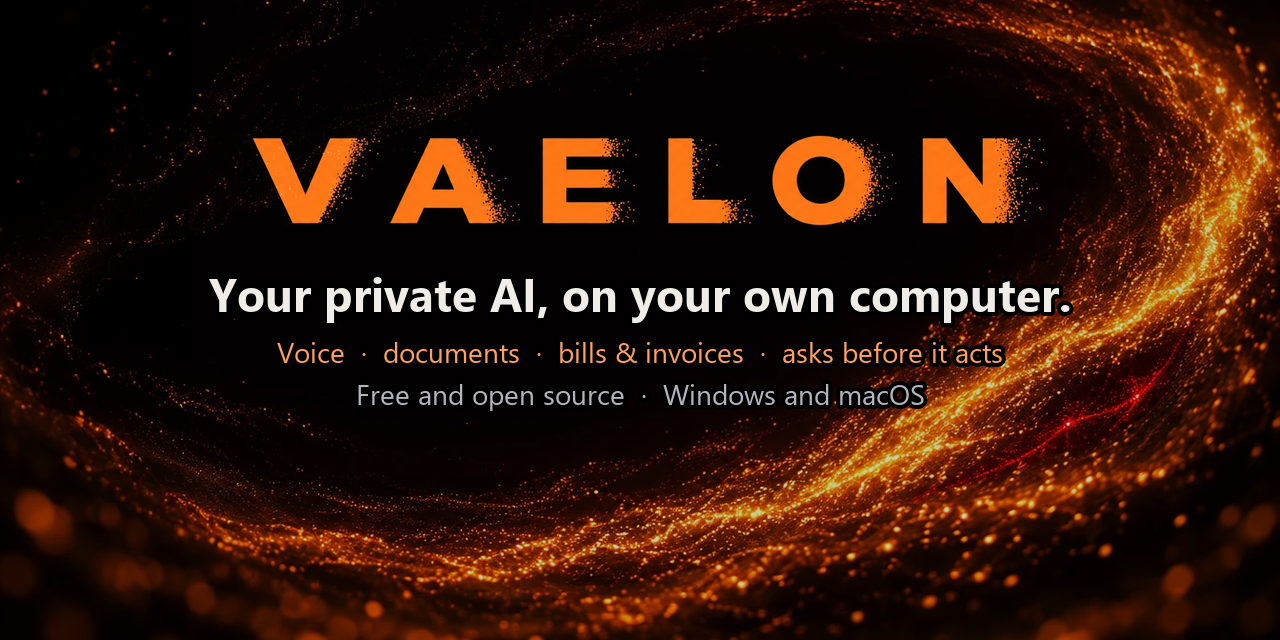 VAELON
Your private AI, on your own computer.
Voice · documents · bills & invoices · asks before it acts
Free and open source · Windows and macOS